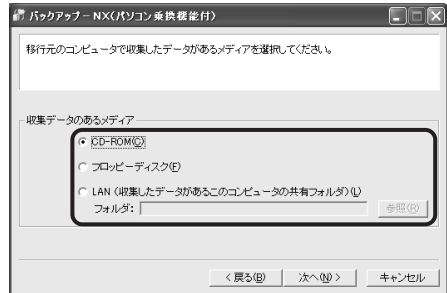 バックアップ-NX(パソコン乗換機能付)
移行元のコンピュータで収集したデータがあるメディアを選択してください。
収集データのあるメディア
CD-ROM(C)
フロッピーディスク(F)
LAN (収集したデータがあるこのコンピュータの共有フォルダ)(L)
フォルダ:
参照(R)
< 戻る(B)
次へ(N) >
キャンセル